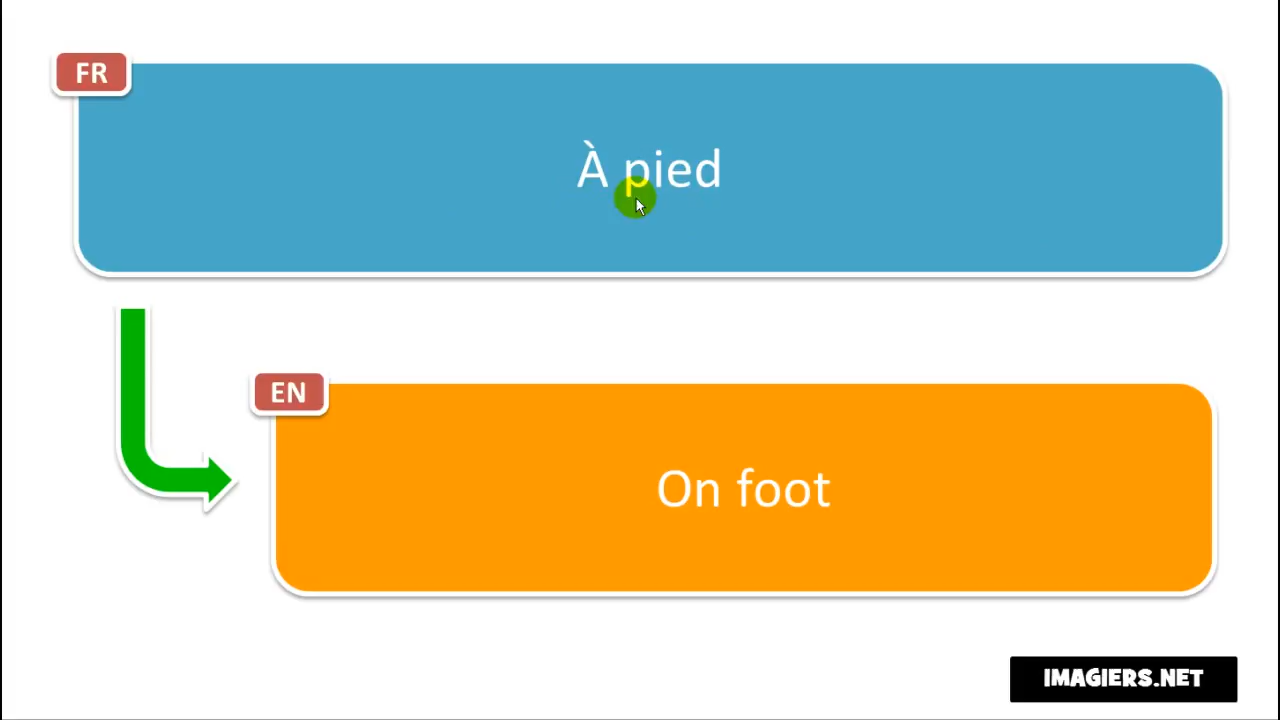 FR
À pied
EN
On foot
IMAGIERS.NET